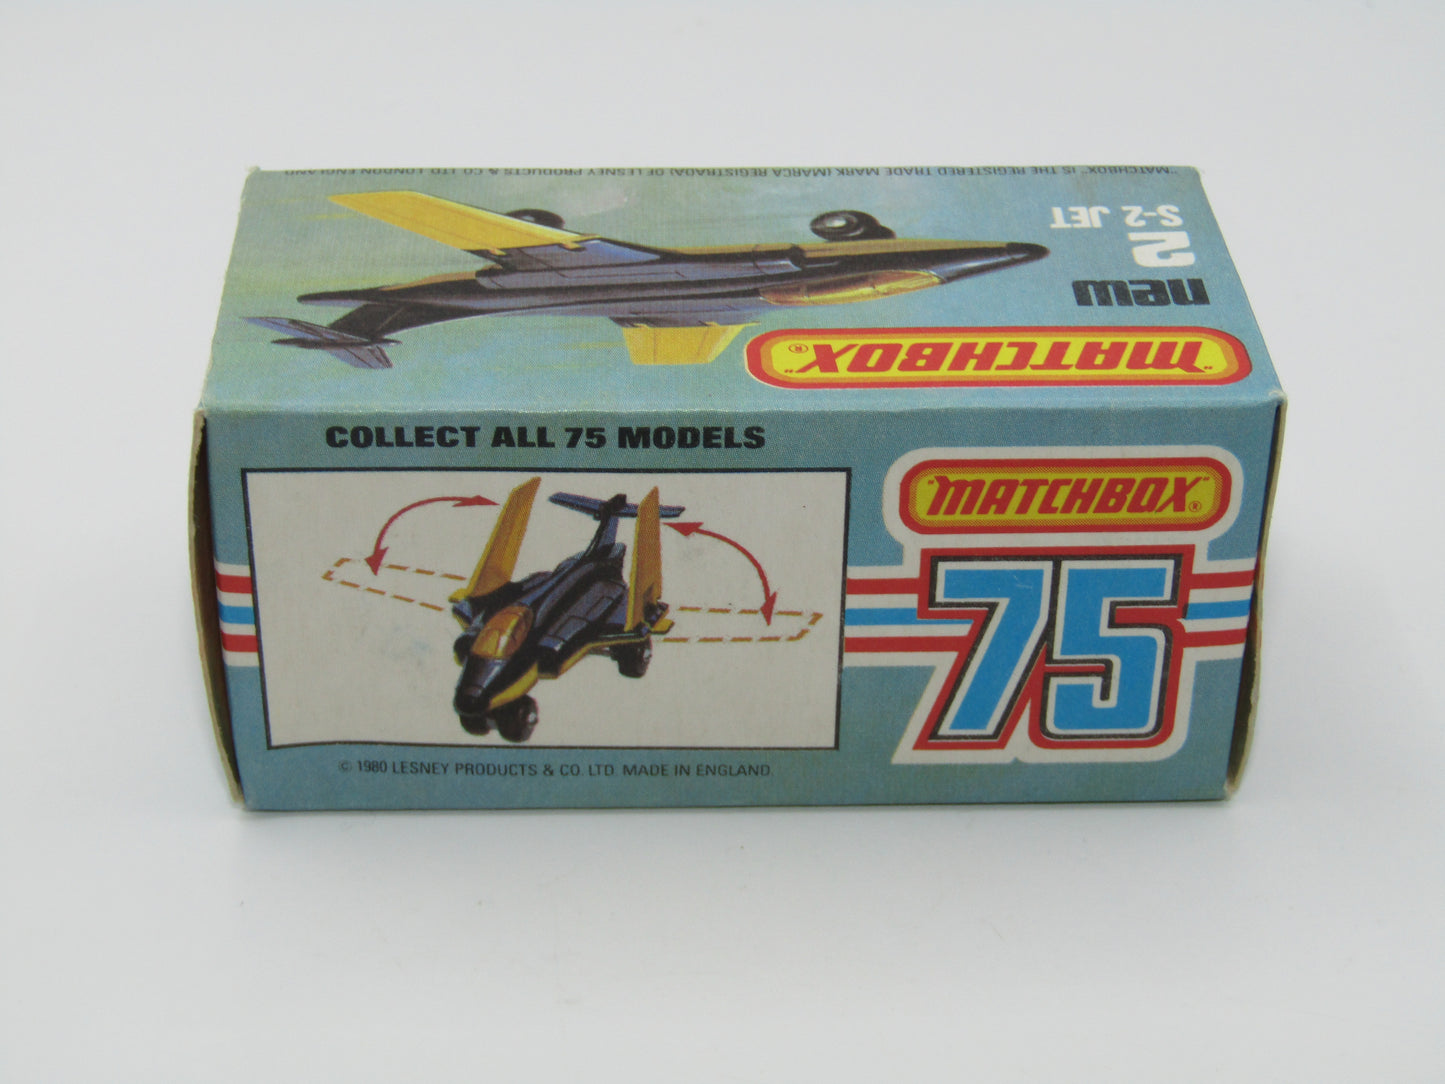 "MATCHBOX" IS THE REGISTERED TRADE MARK (MARCA REGISTRADA) OF LESNEY PRODUCTS & CO. LTD. LONDON ENGLAND
S-2 JET
2
new
"MATCHBOX"®
COLLECT ALL 75 MODELS
"MATCHBOX"®
75
© 1980 LESNEY PRODUCTS & CO. LTD. MADE IN ENGLAND.